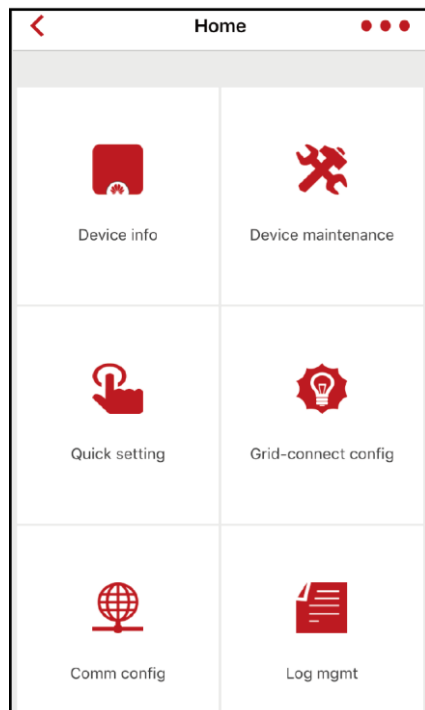 Home
Device info
Device maintenance
Quick setting
Grid-connect config
Comm config
Log mgmt